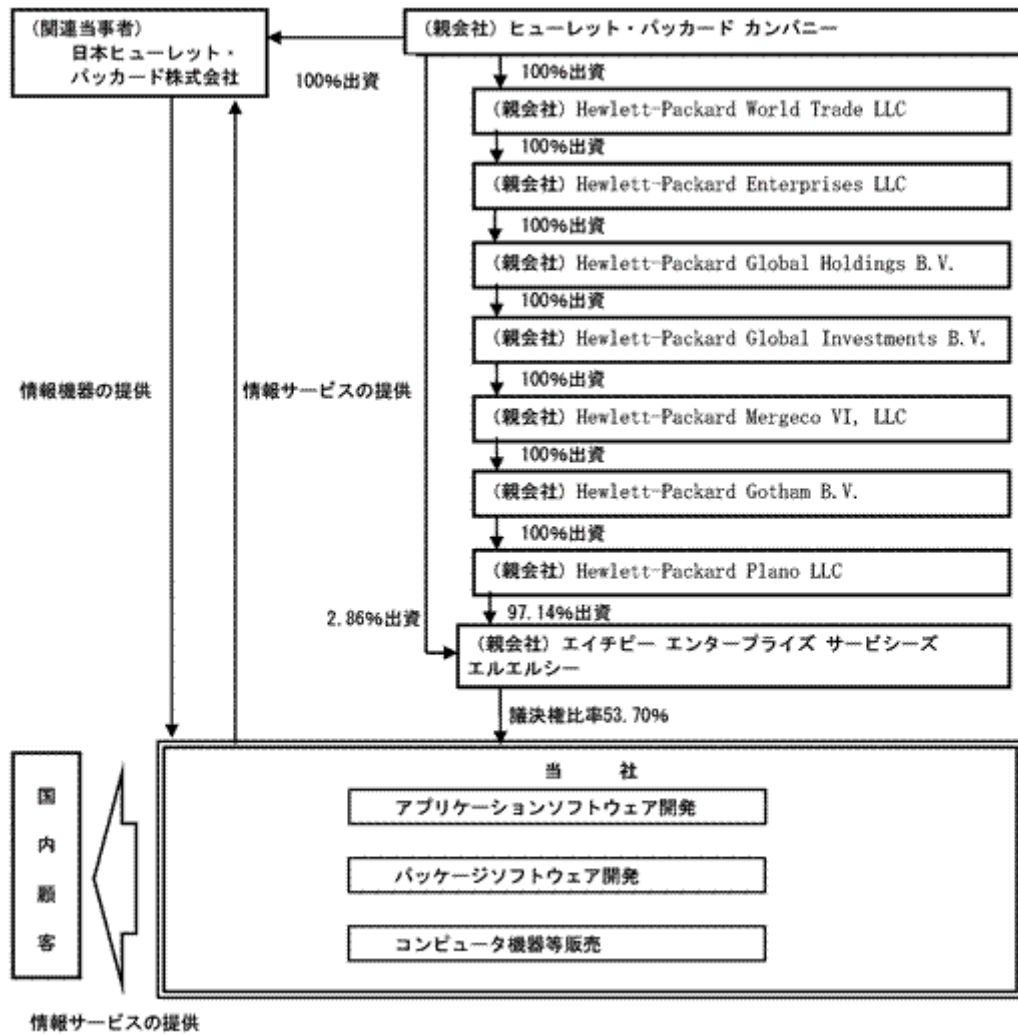 (関連当事者)
日本ヒューレット・
パッカード株式会社
(親会社) ヒューレット・パッカード カンパニー
100%出資
100%出資
(親会社) Hewlett-Packard World Trade LLC
100%出資
(親会社) Hewlett-Packard Enterprises LLC
100%出資
(親会社) Hewlett-Packard Global Holdings B.V.
100%出資
(親会社) Hewlett-Packard Global Investments B.V.
100%出資
(親会社) Hewlett-Packard Mergeco VI, LLC
100%出資
(親会社) Hewlett-Packard Gotham B.V.
100%出資
(親会社) Hewlett-Packard Plano LLC
情報機器の提供
情報サービスの提供
2.86%出資
97.14%出資
(親会社) エイチピー エンタープライズ サービシーズ
エルエルシー
議決権比率53.70%
当 社
アプリケーションソフトウェア開発
パッケージソフトウェア開発
コンピュータ機器等販売
国内顧客
情報サービスの提供